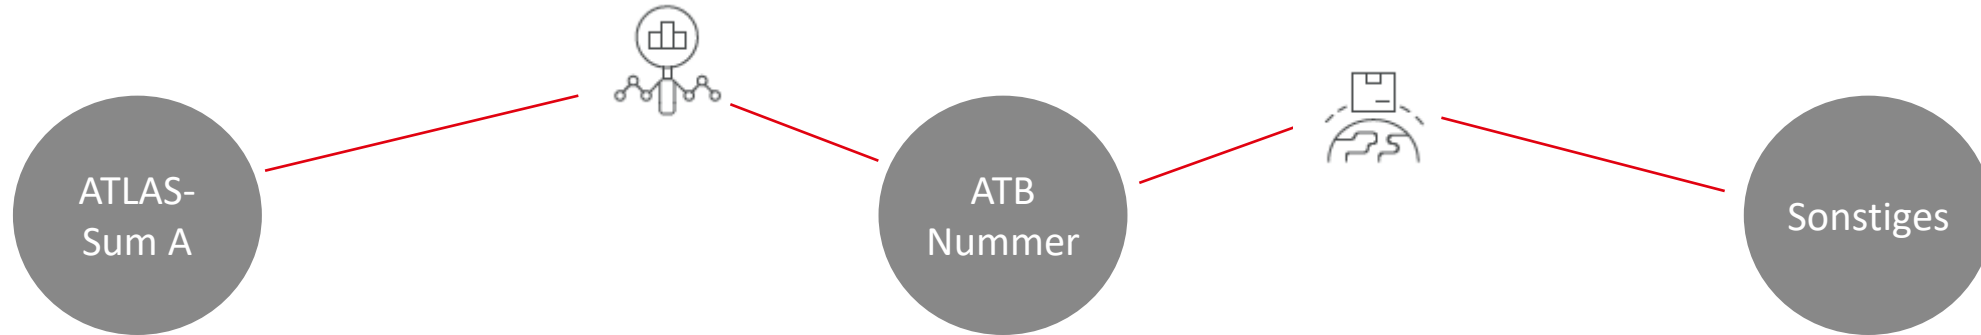 ATLAS-
Sum A
ATB
Nummer
Sonstiges